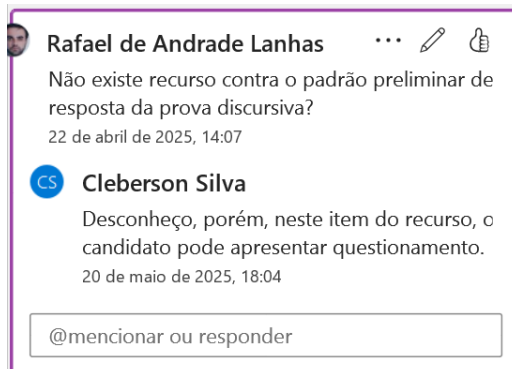 Rafael de Andrade Lanhas
Não existe recurso contra o padrão preliminar de
resposta da prova discursiva?
22 de abril de 2025, 14:07
CS
Cleberson Silva
Desconheço, porém, neste item do recurso, o
candidato pode apresentar questionamento.
20 de maio de 2025, 18:04
@mencionar ou responder